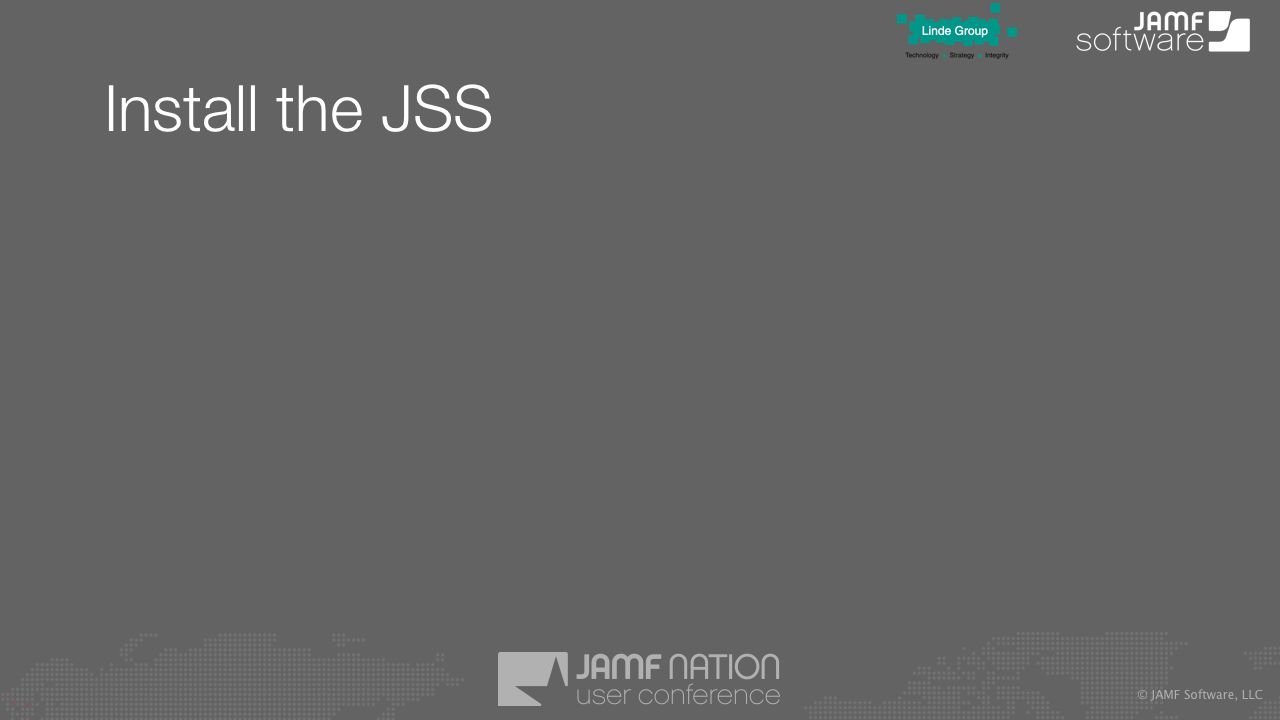 Linde Group
Technology Strategy Integrity
JAMF
software
Install the JSS
JAMF NATION
user conference
© JAMF Software, LLC